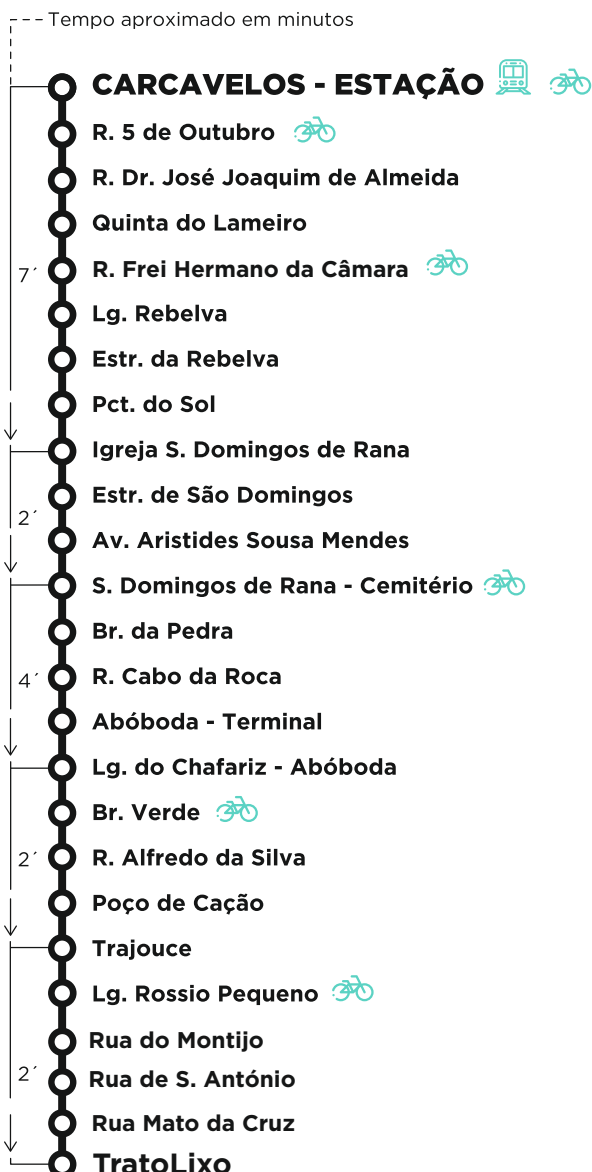 Tempo aproximado em minutos
CARCAVELOS - ESTAÇÃO
R. 5 de Outubro
R. Dr. José Joaquim de Almeida
Quinta do Lameiro
7´ R. Frei Hermano da Câmara
Lg. Rebelva
Estr. da Rebelva
Pct. do Sol
Igreja S. Domingos de Rana
Estr. de São Domingos
2´
Av. Aristides Sousa Mendes
S. Domingos de Rana - Cemitério
Br. da Pedra
4´ R. Cabo da Roca
Abóboda - Terminal
Lg. do Chafariz - Abóboda
Br. Verde
2´ R. Alfredo da Silva
Poço de Cação
Trajouce
Lg. Rossio Pequeno
Rua do Montijo
2´ Rua de S. António
Rua Mato da Cruz
TratoLixo